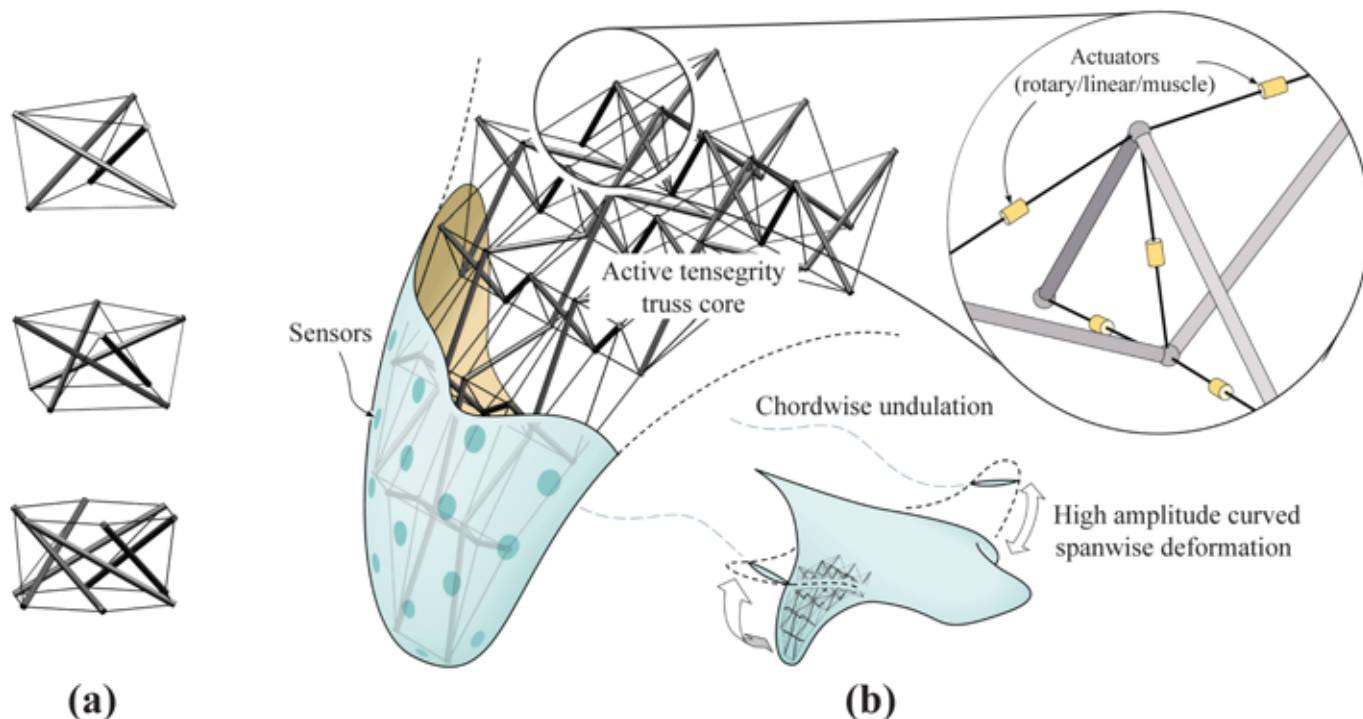 Actuators
(rotary/linear/muscle)
Active tensegrity
truss core
Sensors
Chordwise undulation
High amplitude curved
spanwise deformation
(a)
(b)